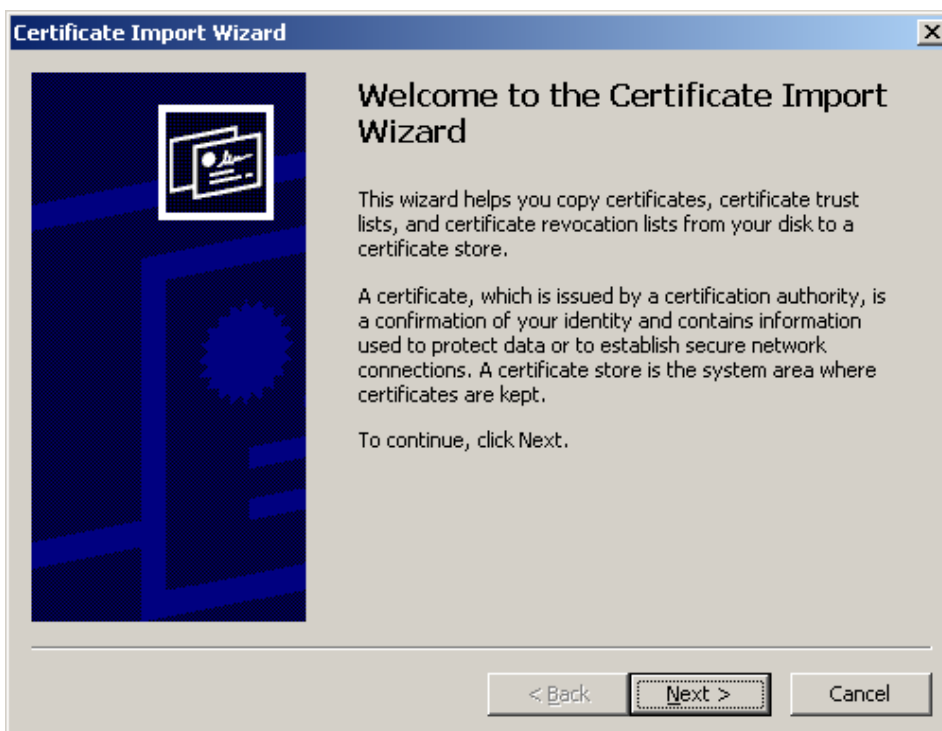 Certificate Import Wizard
Welcome to the Certificate Import
Wizard
This wizard helps you copy certificates, certificate trust
lists, and certificate revocation lists from your disk to a
certificate store.
A certificate, which is issued by a certification authority, is
a confirmation of your identity and contains information
used to protect data or to establish secure network
connections. A certificate store is the system area where
certificates are kept.
To continue, click Next.
< Back
Next >
Cancel